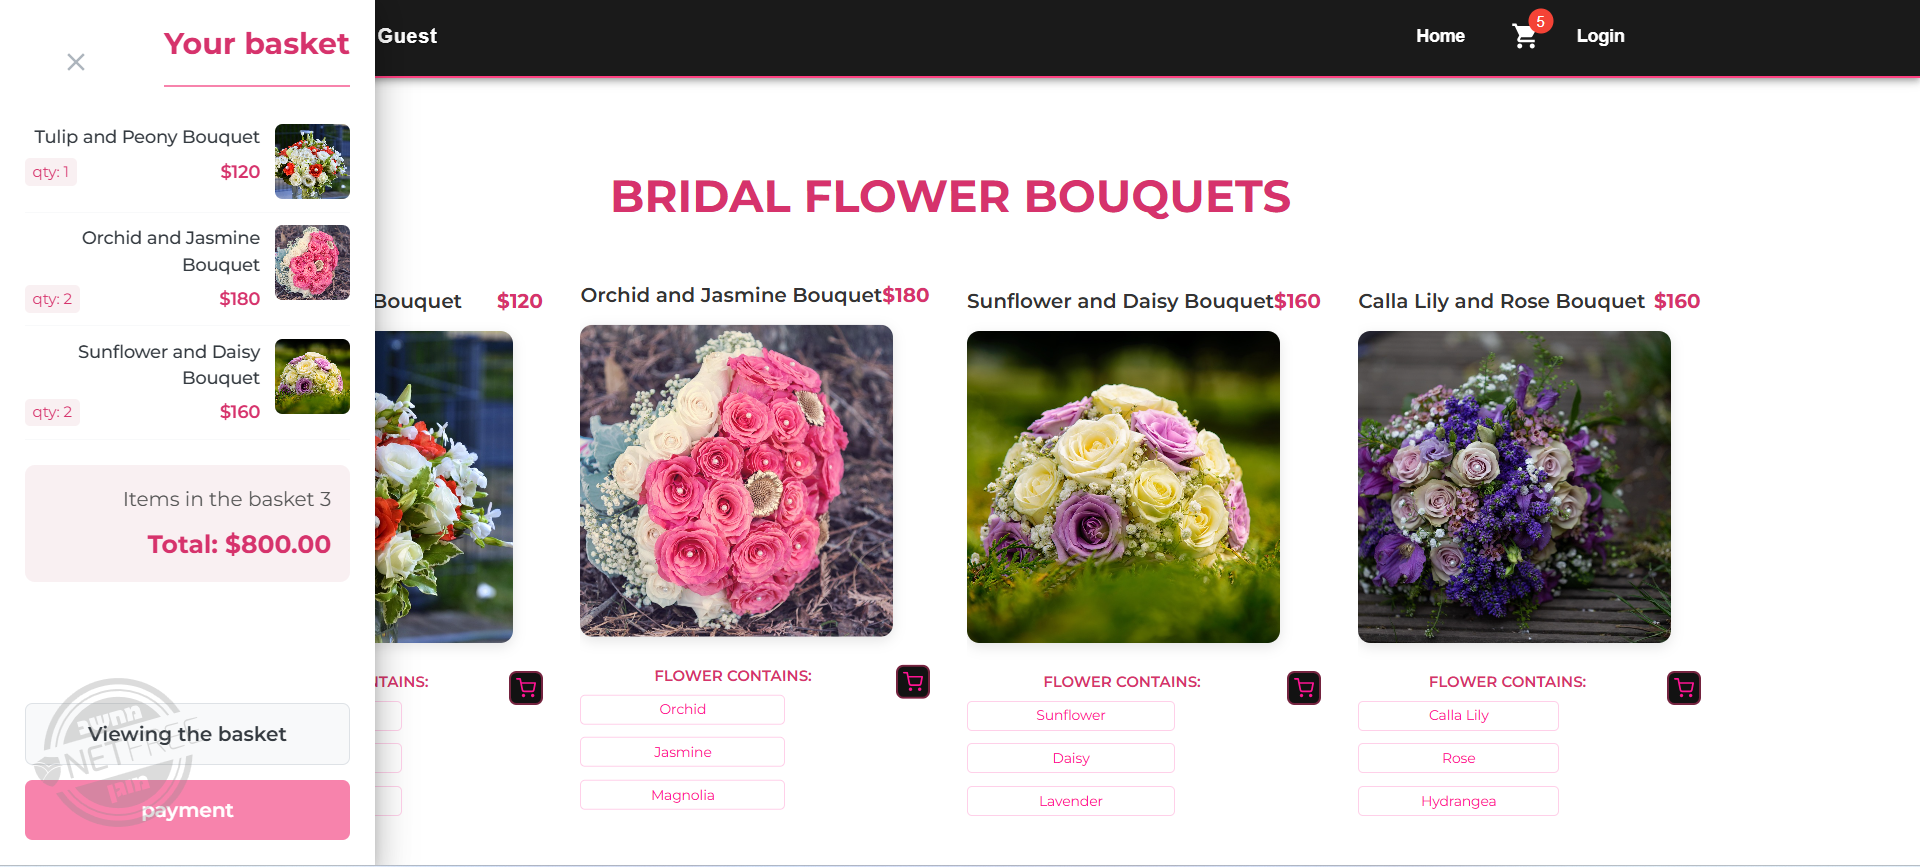 Your basket
Tulip and Peony Bouquet
qty: 1
$120
Orchid and Jasmine
Bouquet
qty: 2
$180
Sunflower and Daisy
Bouquet
qty: 2
$160
Items in the basket 3
Total: $800.00
Viewing the basket
payment
NETFREE
Guest
Home
5
Login
BRIDAL FLOWER BOUQUETS
Bouquet
$120
TAINS:
Orchid and Jasmine Bouquet$180
FLOWER CONTAINS:
Orchid
Jasmine
Magnolia
Sunflower and Daisy Bouquet$160
FLOWER CONTAINS:
Sunflower
Daisy
Lavender
Calla Lily and Rose Bouquet $160
FLOWER CONTAINS:
Calla Lily
Rose
Hydrangea